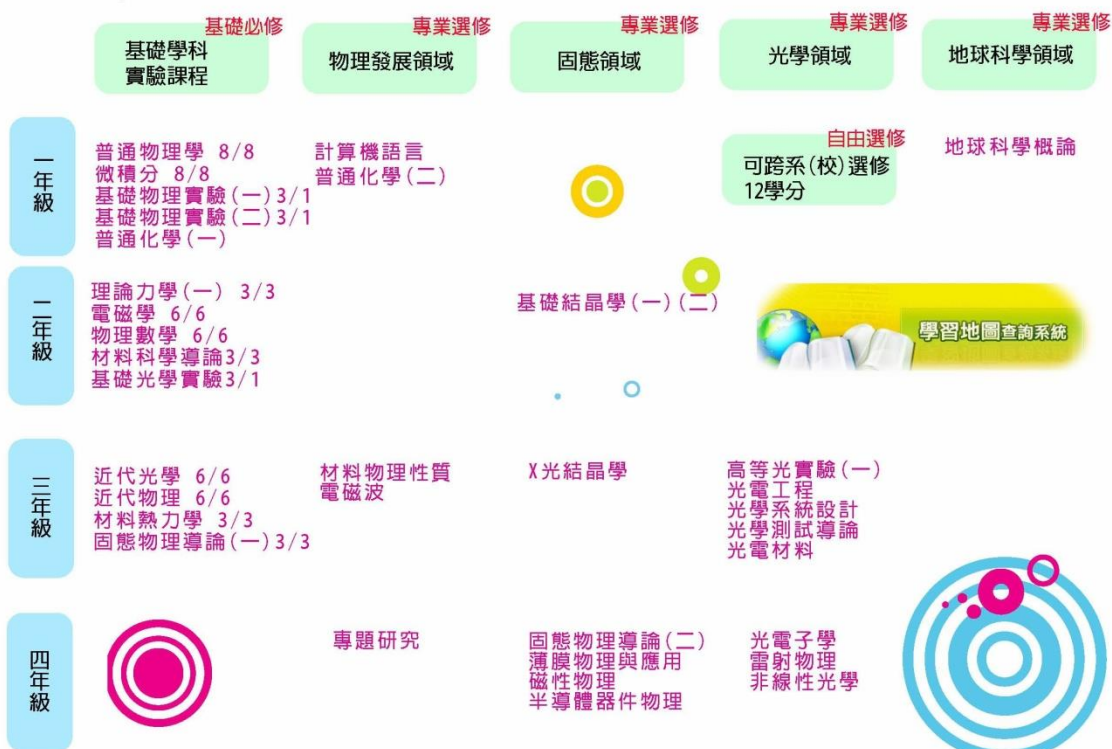 基礎必修
基礎學科
實驗課程
專業選修
物理發展領域
專業選修
固態領域
專業選修
光學領域
專業選修
地球科學領域
一年級
普通物理學 8/8
微積分 8/8
基礎物理實驗(一)3/1
基礎物理實驗(二)3/1
普通化學(一)
計算機語言
普通化學(二)
自由選修
可跨系(校)選修
12學分
地球科學概論
二年級
理論力學(一) 3/3
電磁學 6/6
物理數學 6/6
材料科學導論3/3
基礎光學實驗3/1
基礎結晶學(一)(二)
學習地圖查詢系統
三年級
近代光學 6/6
近代物理 6/6
材料熱力學 3/3
固態物理導論(一)3/3
材料物理性質
電磁波
X光結晶學
高等光實驗(一)
光電工程
光學系統設計
光學測試導論
光電材料
四年級
專題研究
固態物理導論(二)
薄膜物理與應用
磁性物理
半導體器件物理
光電子學
雷射物理
非線性光學